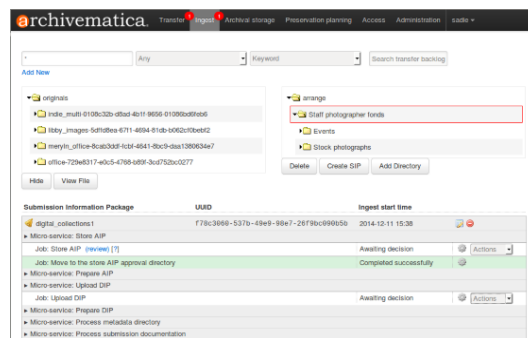 archivematica. Transfer 1 Ingest 1 Archival storage Preservation planning Access Administration sadie
* Any Keyword Search transfer backlog
Add New
originals
indie_multi-0108c32b-d8ad-4b1f-9656-01086bd6feb6
libby_images-5dffd8ea-67f1-4694-81db-b062cf0bebf2
meryin_office-8cab3ddf-fcbf-4641-8bc9-daa1380634e7
office-729e8317-e0c5-4768-b89f-3cd752bc0277
Hide View File
arrange
Staff photographer fonds
Events
Stock photographs
Delete Create SIP Add Directory
Submission Information Package UUID Ingest start time
digital_collections1 f78c3060-537b-49e9-98e7-26f9bc090b5b 2014-12-11 15:38
Micro-service: Store AIP
Job: Store AIP (review) [?] Awaiting decision Actions
Job: Move to the store AIP approval directory Completed successfully
Micro-service: Prepare AIP
Micro-service: Upload DIP
Job: Upload DIP Awaiting decision Actions
Micro-service: Prepare DIP
Micro-service: Process metadata directory
Micro-service: Process submission documentation